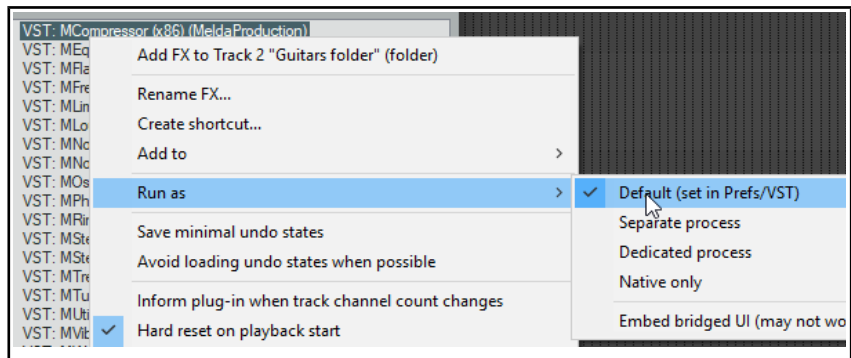 VST: MCompressor (x86) (MeldaProduction)
VST: MEq
VST: MFla
VST: MFre
VST: MLim
VST: MLo
VST: MNo
VST: MNo
VST: MOs
VST: MPh
VST: MRin
VST: MSte
VST: MSte
VST: MTre
VST: MTu
VST: MUti
VST: MVib
Add FX to Track 2 "Guitars folder" (folder)
Rename FX...
Create shortcut...
Add to
Run as
Save minimal undo states
Avoid loading undo states when possible
Inform plug-in when track channel count changes
Hard reset on playback start
Default (set in Prefs/VST)
Separate process
Dedicated process
Native only
Embed bridged UI (may not wo